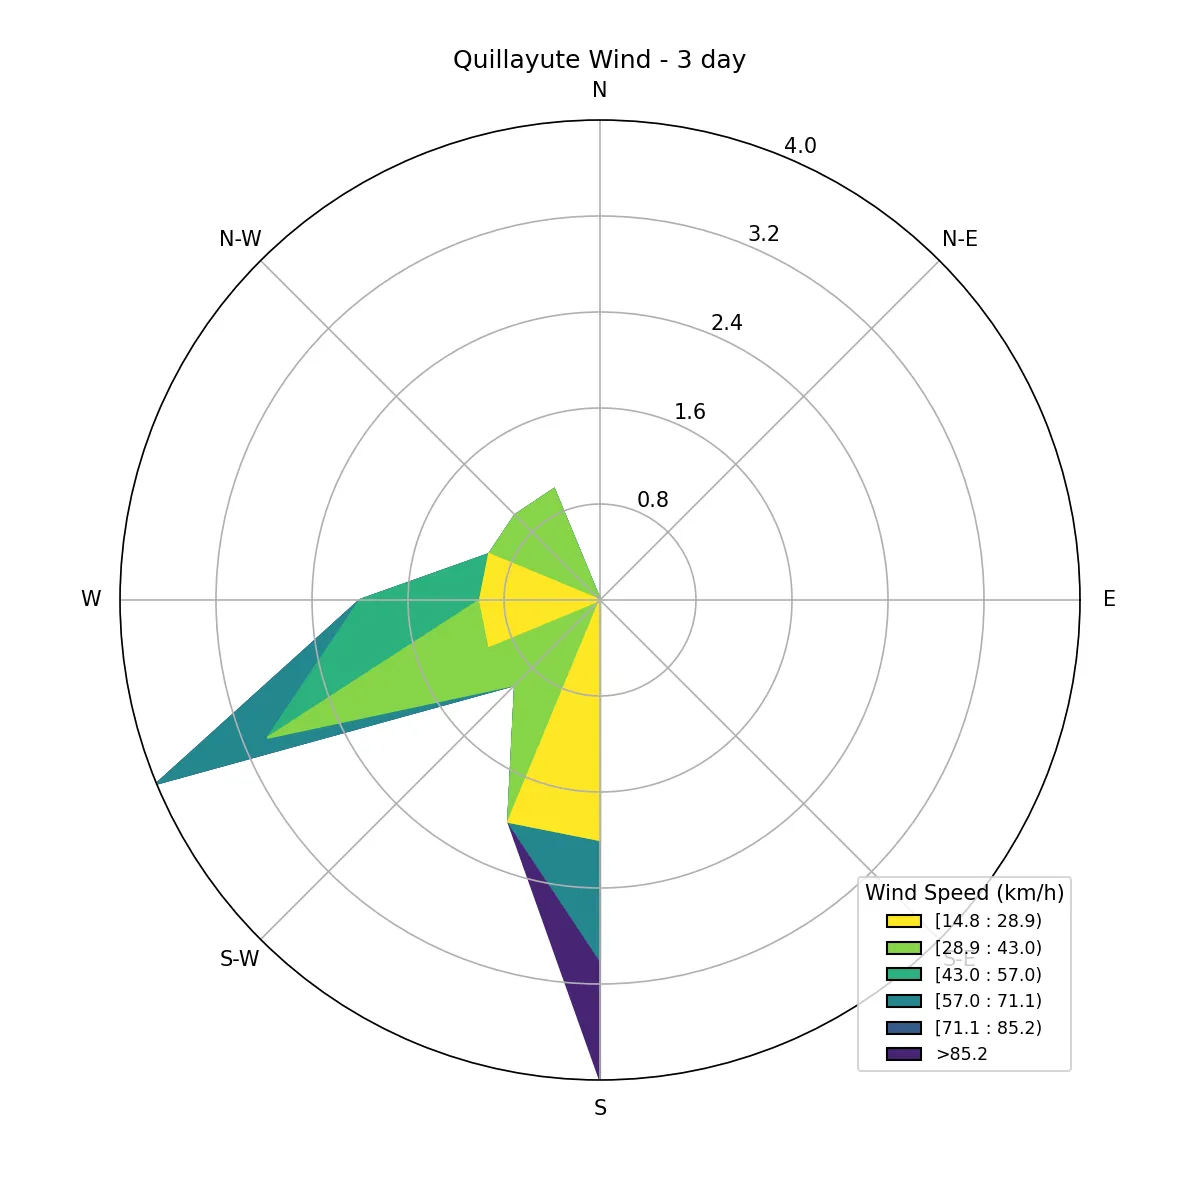 Quillayute Wind - 3 day
N
4.0
N-W
3.2
N-E
2.4
1.6
0.8
W
E
Wind Speed (km/h)
[14.8 : 28.9)
[28.9 : 43.0)
S-W
S-E
[43.0 : 57.0)
[57.0 : 71.1)
[71.1 : 85.2)
>85.2
S